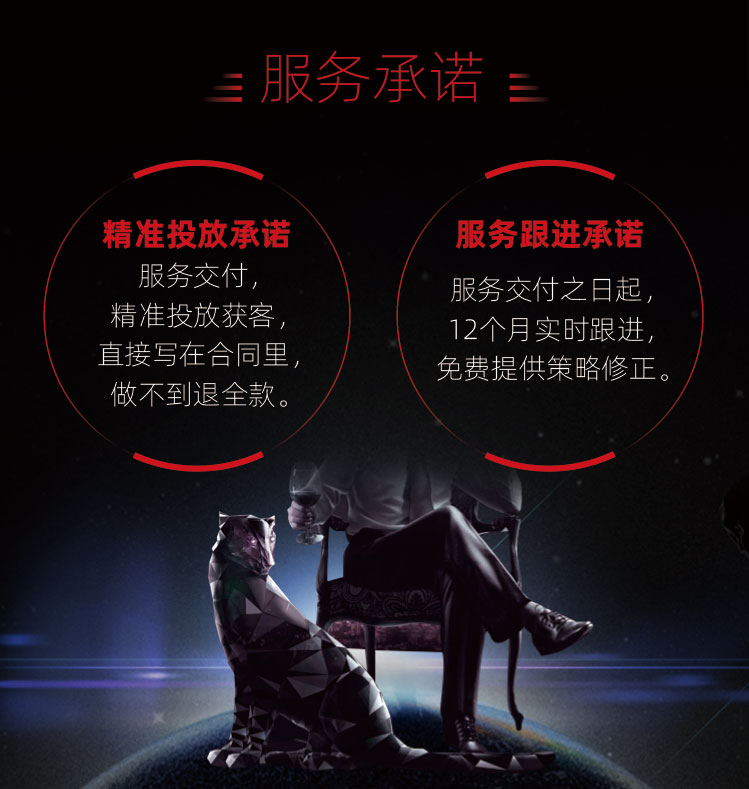 服务承诺
精准投放承诺
服务交付，
精准投放获客，
直接写在合同里，
做不到退全款。
服务跟进承诺
服务交付之日起，
12个月实时跟进，
免费提供策略修正。